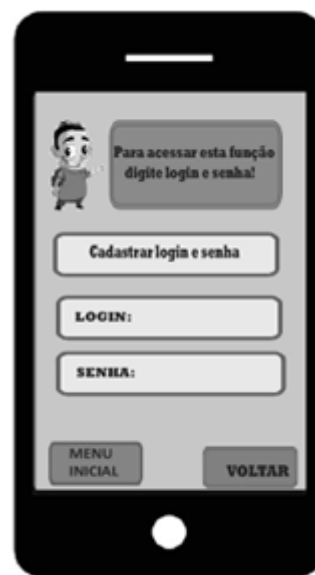 Para acessar esta função
digite login e senha!
Cadastrar login e senha
LOGIN:
SENHA:
MENU
INICIAL
VOLTAR